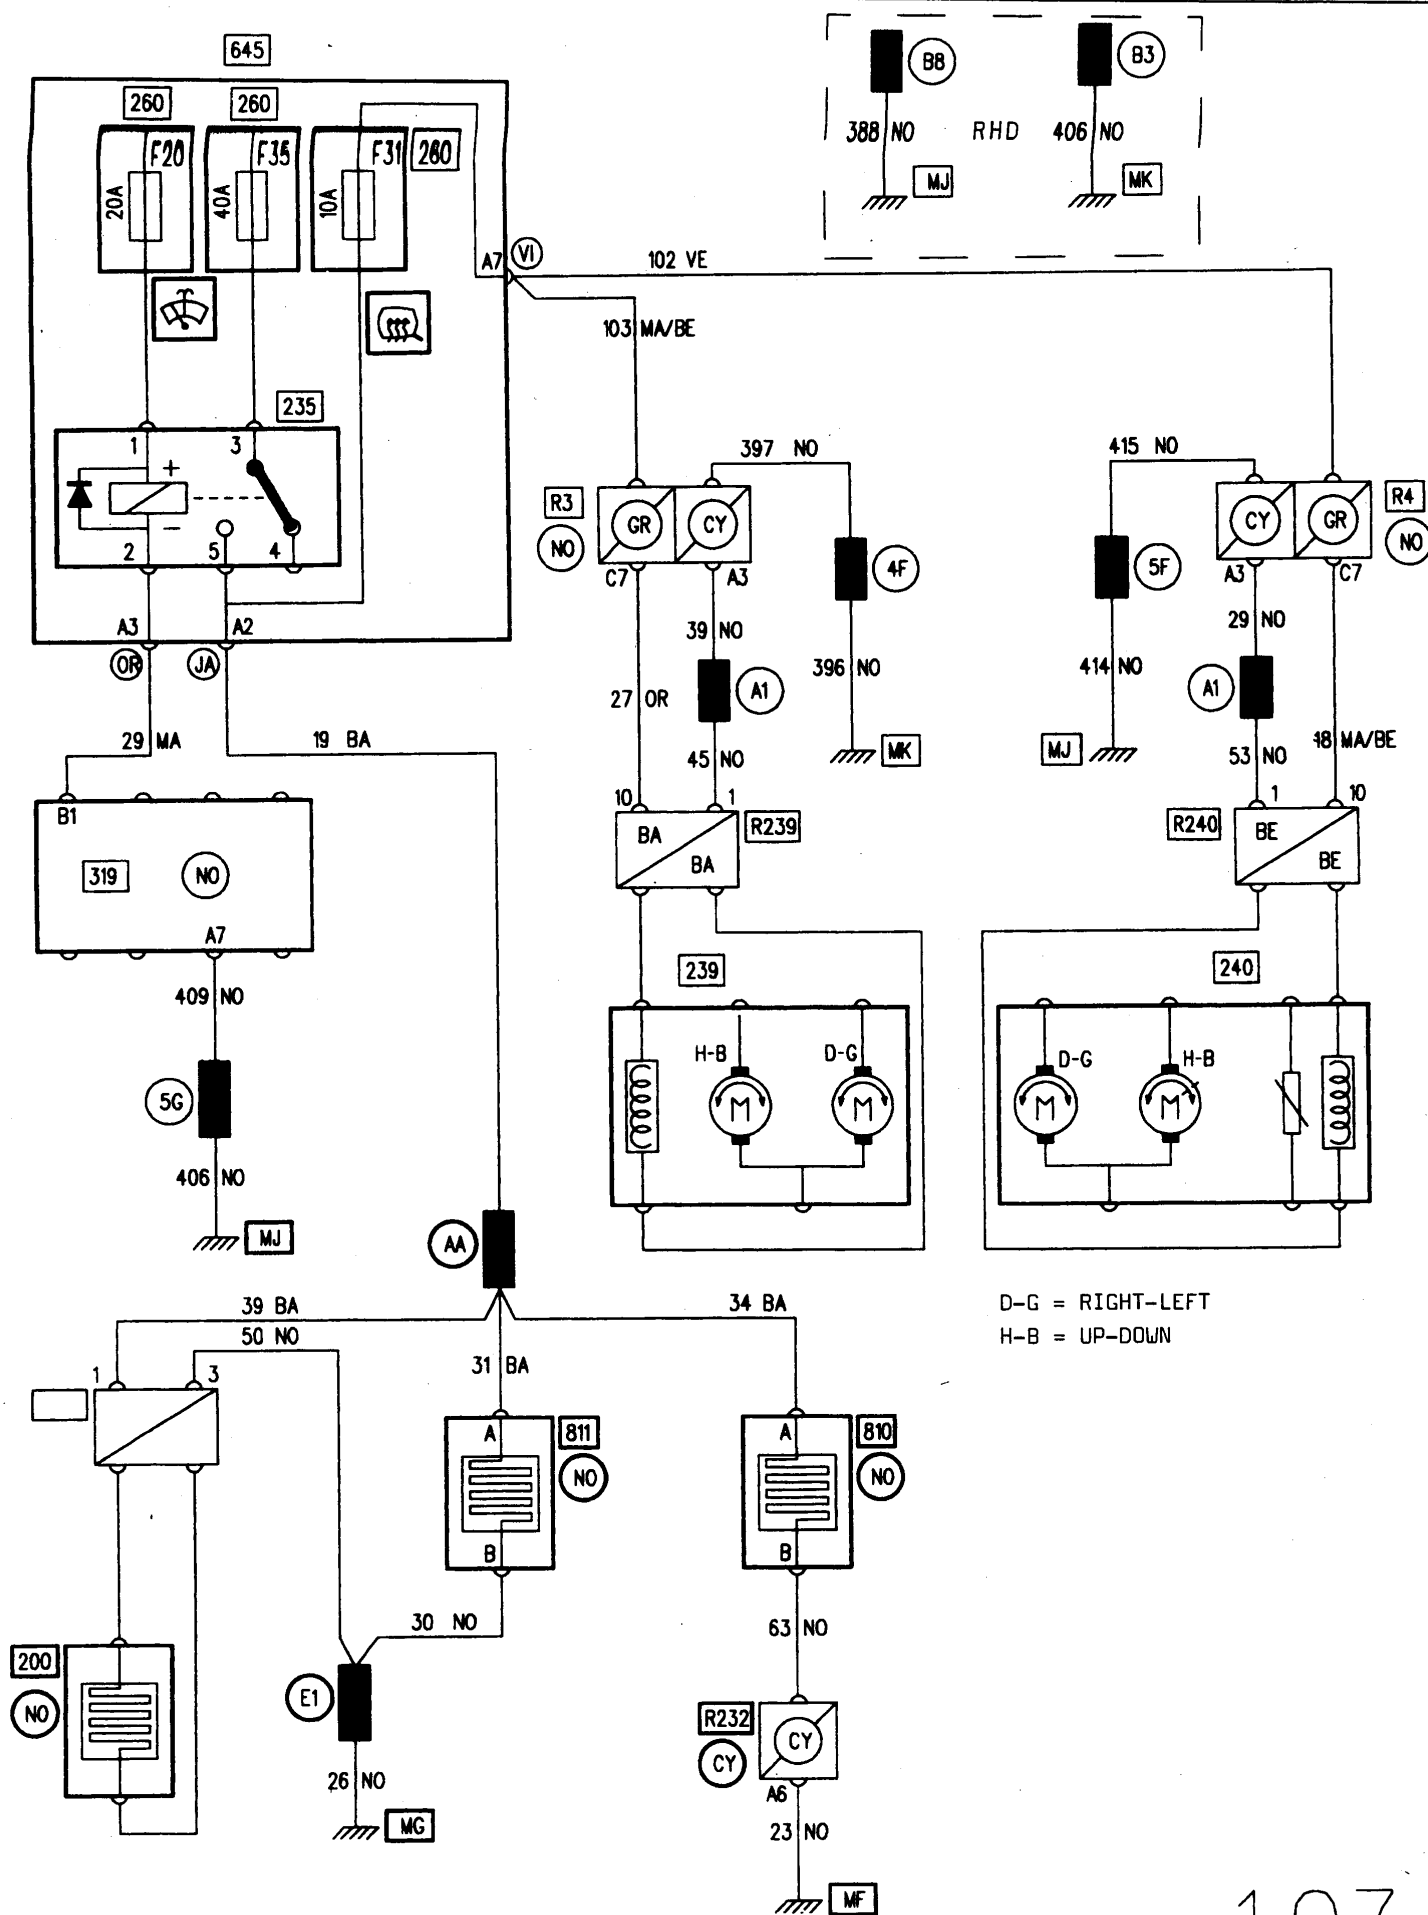 645
B8
B3
388 NO
RHD
406 NO
MJ
MK
260
260
F20
20A
F35
40A
F31
10A
260
A7
VI
102 VE
103 MA/BE
235
1
3
+
-
2
5
4
A3
A2
OR
JA
397 NO
415 NO
R3
NO
GR
CY
C7
A3
4F
5F
CY
GR
R4
NO
A3
C7
39 NO
29 NO
27 OR
A1
396 NO
414 NO
A1
29 MA
19 BA
45 NO
MK
MJ
53 NO
48 MA/BE
10
1
R239
BA
BA
R240
1
10
BE
BE
B1
319
NO
A7
409 NO
5G
406 NO
MJ
239
240
H-B
D-G
M
M
D-G
H-B
M
M
AA
D-G = RIGHT-LEFT
H-B = UP-DOWN
39 BA
50 NO
34 BA
31 BA
1
3
A
811
NO
B
A
810
NO
B
30 NO
63 NO
200
NO
E1
26 NO
MG
R232
CY
CY
A6
23 NO
MF